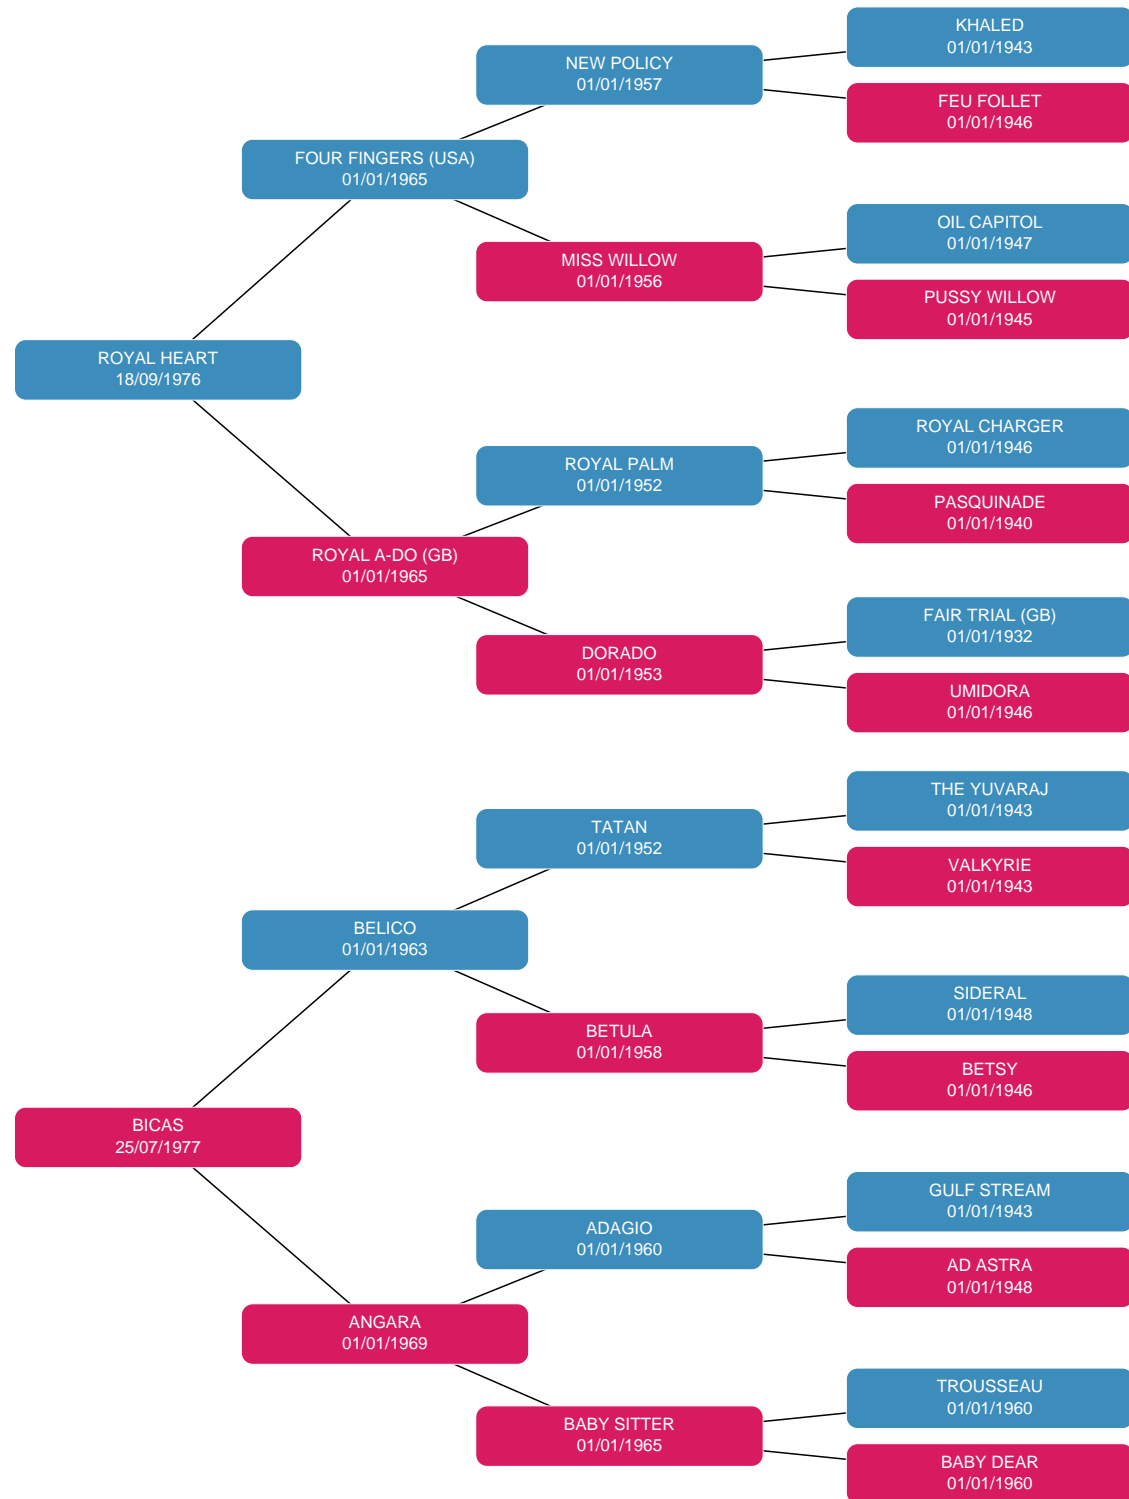 KHALED
01/01/1943
NEW POLICY
01/01/1957
FEU FOLLET
01/01/1946
FOUR FINGERS (USA)
01/01/1965
OIL CAPITOL
01/01/1947
MISS WILLOW
01/01/1956
PUSSY WILLOW
01/01/1945
ROYAL HEART
18/09/1976
ROYAL CHARGER
01/01/1946
ROYAL PALM
01/01/1952
PASQUINADE
01/01/1940
ROYAL A-DO (GB)
01/01/1965
FAIR TRIAL (GB)
01/01/1932
DORADO
01/01/1953
UMIDORA
01/01/1946
THE YUVARAJ
01/01/1943
TATAN
01/01/1952
VALKYRIE
01/01/1943
BELICO
01/01/1963
SIDERAL
01/01/1948
BETULA
01/01/1958
BETSY
01/01/1946
BICAS
25/07/1977
GULF STREAM
01/01/1943
ADAGIO
01/01/1960
AD ASTRA
01/01/1948
ANGARA
01/01/1969
TROUSSEAU
01/01/1960
BABY SITTER
01/01/1965
BABY DEAR
01/01/1960